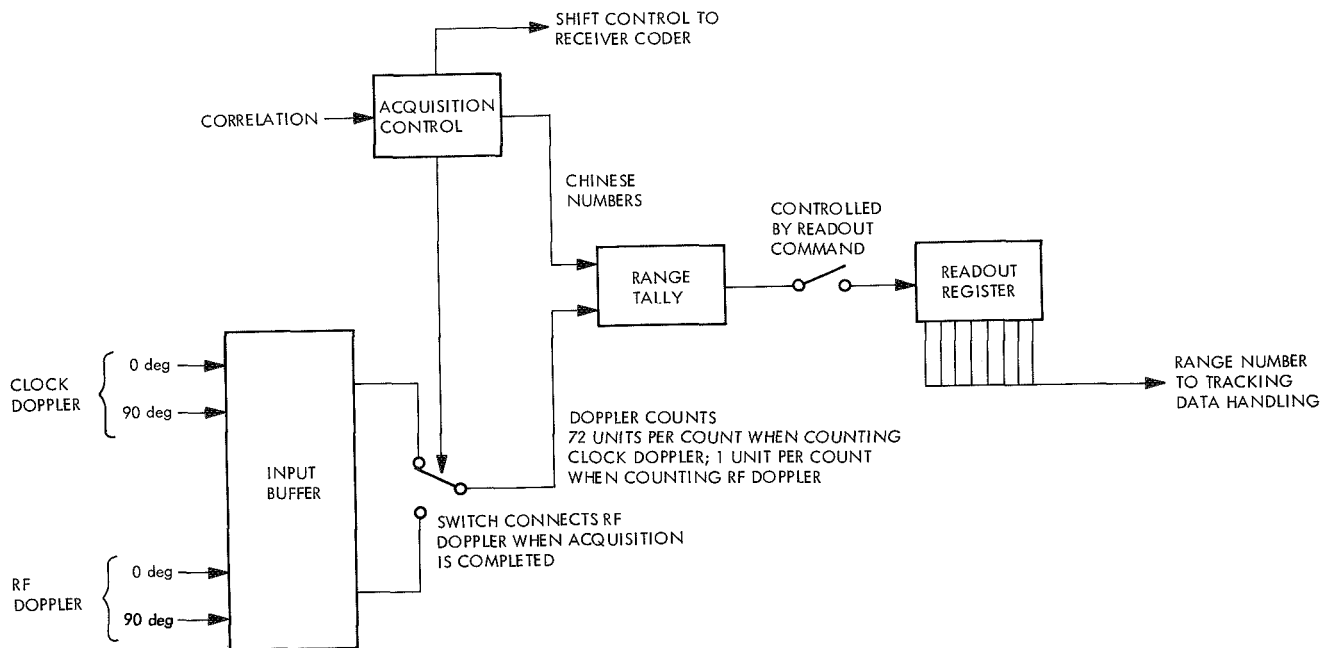 SHIFT CONTROL TO
RECEIVER CODER
CORRELATION
ACQUISITION
CONTROL
CHINESE
NUMBERS
CONTROLLED
BY READOUT
COMMAND
RANGE
TALLY
READOUT
REGISTER
RANGE NUMBER
TO TRACKING
DATA HANDLING
CLOCK
DOPPLER
0 deg
90 deg
INPUT
BUFFER
DOPPLER COUNTS
72 UNITS PER COUNT WHEN COUNTING
CLOCK DOPPLER; 1 UNIT PER COUNT
WHEN COUNTING RF DOPPLER
SWITCH CONNECTS RF
DOPPLER WHEN ACQUISITION
IS COMPLETED
RF
DOPPLER
0 deg
90 deg